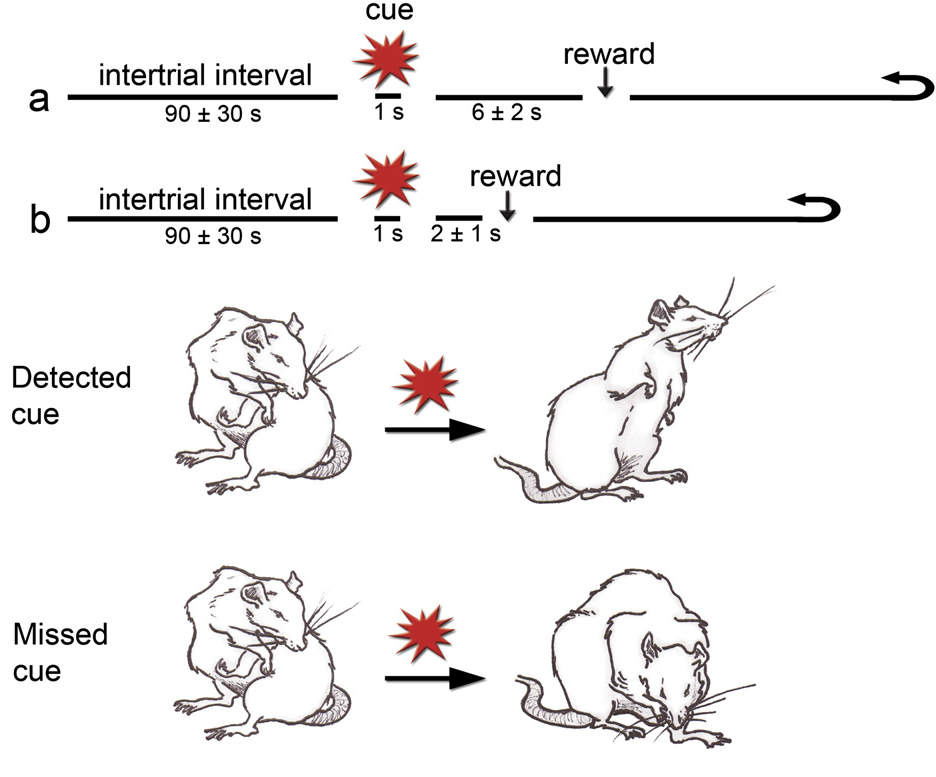 cue
intertrial interval
reward
a
90 ± 30 s
1 s
6 ± 2 s
intertrial interval
reward
b
90 ± 30 s
1 s
2 ± 1 s
Detected
cue
Missed
cue